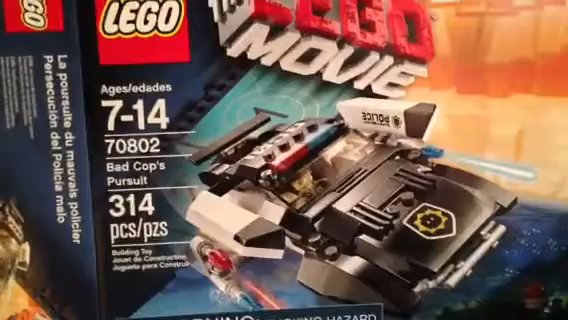 LEGO
La poursuite du mauvais policier
Persecución del Policía malo
LEGO
THE
LEGO
MOVIE
Ages/edades
7-14
70802
Bad Cop's
Pursuit
314
pcs/pzs
Building Toy
Jouet de Construction
Juguete para Construir
POLICE
HAZARD